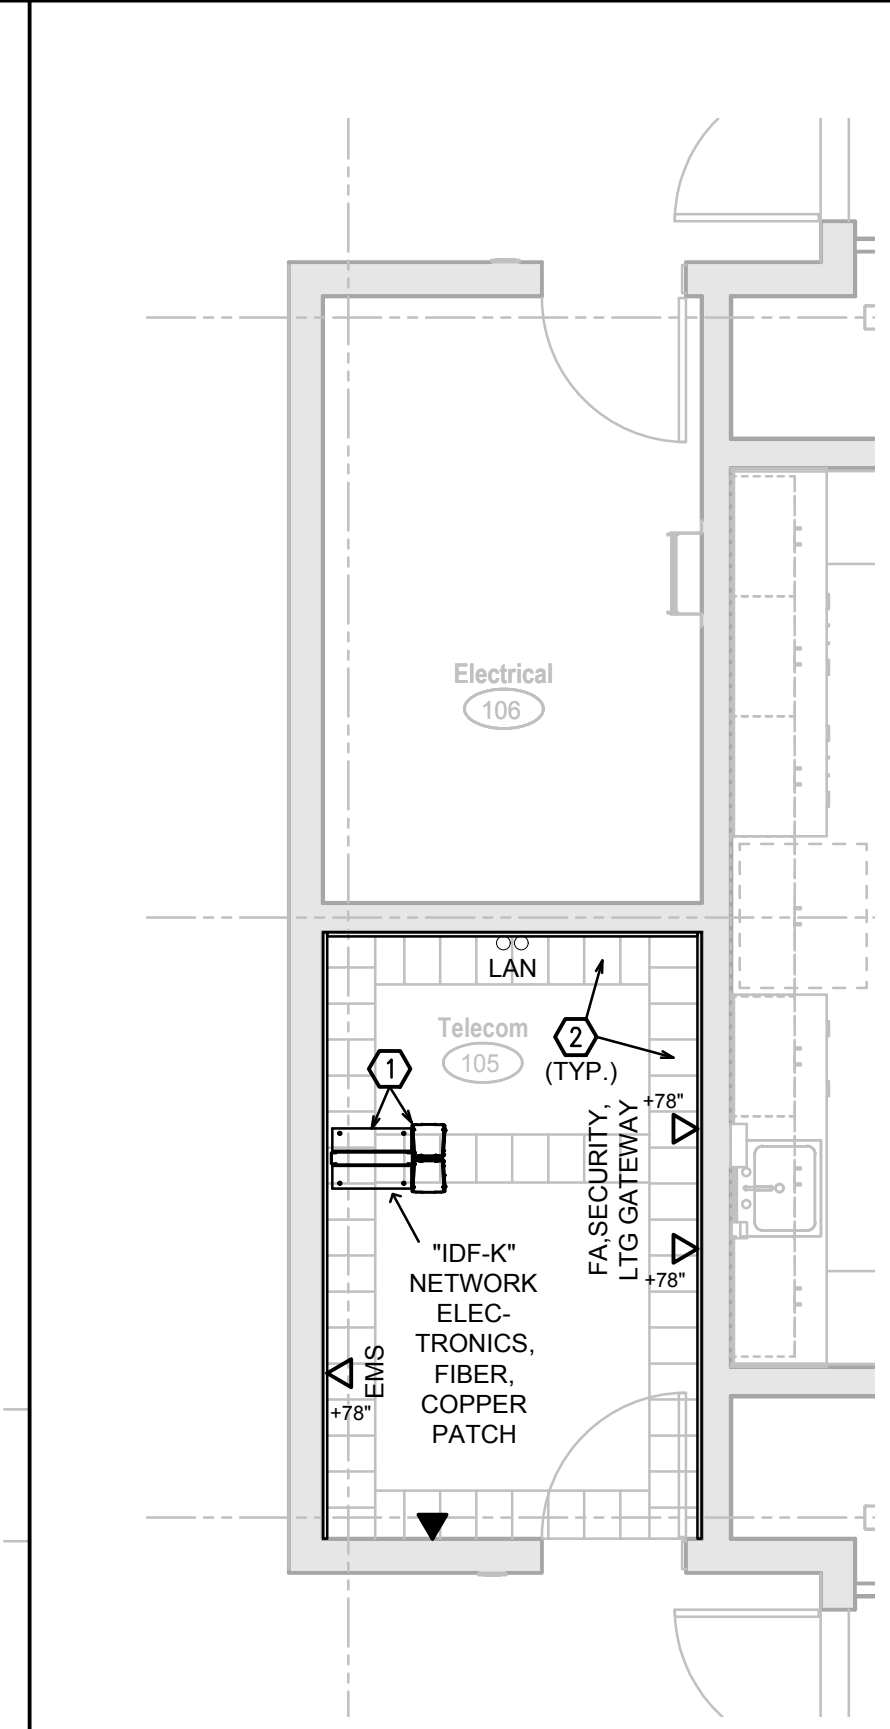 Electrical
106
LAN
Telecom
105
2
(TYP.)
1
+78"
FA,SECURITY,
LTG GATEWAY
+78"
"IDF-K"
NETWORK
ELEC-
TRONICS,
FIBER,
COPPER
PATCH
EMS
+78"